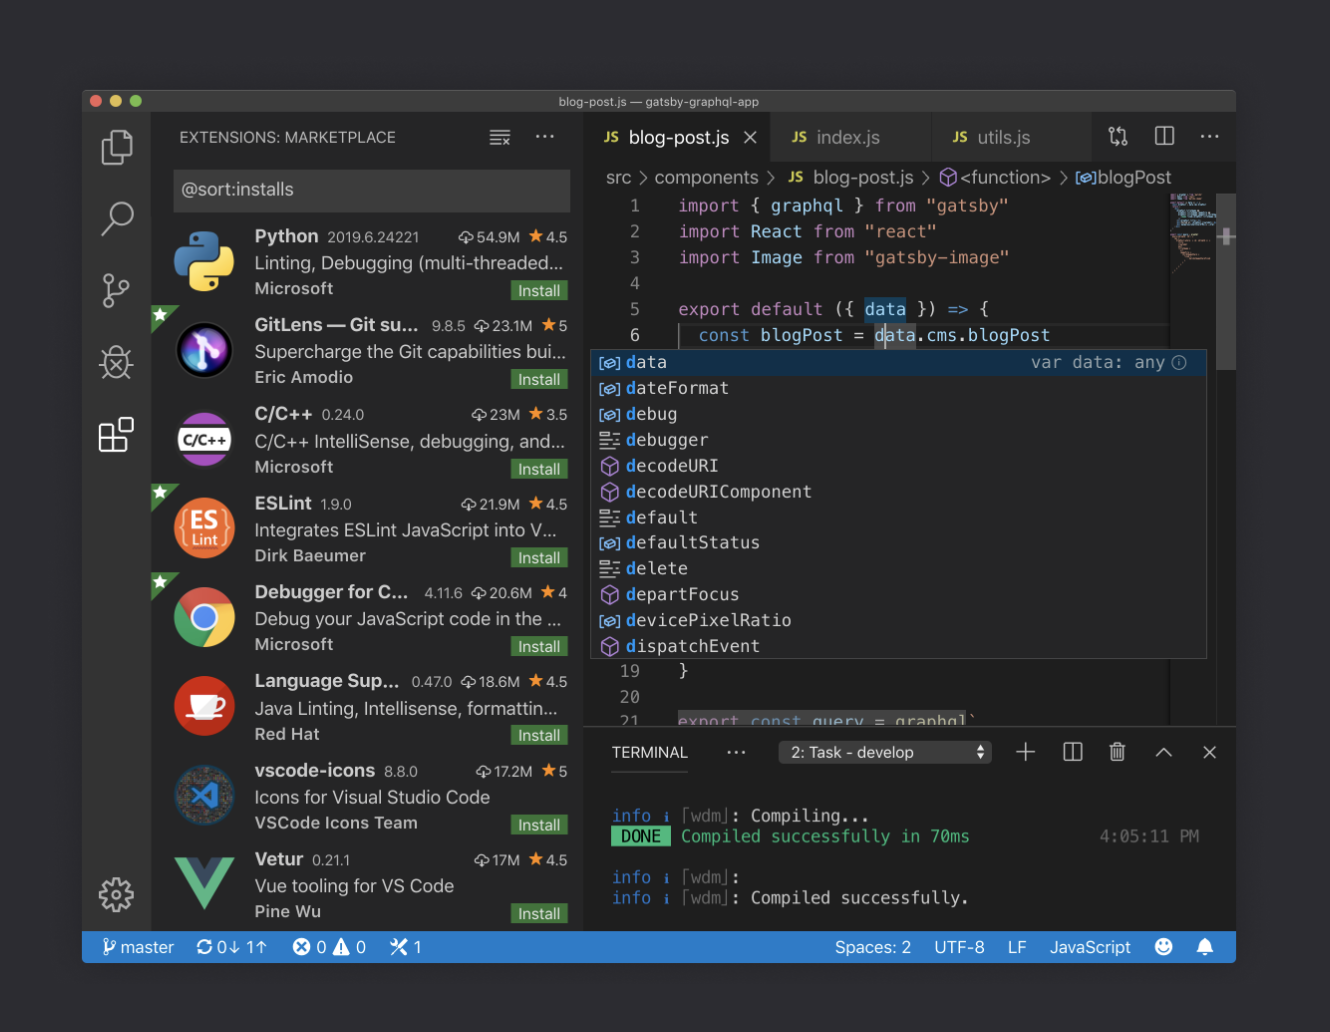 blog-post.js — gatsby-graphql-app
EXTENSIONS: MARKETPLACE
@sort:installs
Python 2019.6.24221 54.9M 4.5
Linting, Debugging (multi-threaded...
Microsoft Install
GitLens — Git su... 9.8.5 23.1M 5
Supercharge the Git capabilities bui...
Eric Amodio Install
C/C++
C/C++ 0.24.0 23M 3.5
C/C++ IntelliSense, debugging, and...
Microsoft Install
ES
Lint
ESLint 1.9.0 21.9M 4.5
Integrates ESLint JavaScript into V...
Dirk Baeumer Install
Debugger for C... 4.11.6 20.6M 4
Debug your JavaScript code in the ...
Microsoft Install
Language Sup... 0.47.0 18.6M 4.5
Java Linting, Intellisense, formattin...
Red Hat Install
vscode-icons 8.8.0 17.2M 5
Icons for Visual Studio Code
VSCode Icons Team Install
Vetur 0.21.1 17M 4.5
Vue tooling for VS Code
Pine Wu Install
JS blog-post.js JS index.js JS utils.js
src > components > JS blog-post.js > <function> > blogPost
1 import { graphql } from "gatsby"
2 import React from "react"
3 import Image from "gatsby-image"
4
5 export default ({ data }) => {
6 const blogPost = data.cms.blogPost
data var data: any
dateFormat
debug
debugger
decodeURI
decodeURIComponent
default
defaultStatus
delete
departFocus
devicePixelRatio
dispatchEvent
19 }
20
21 export const query = graphql`
TERMINAL ... 2: Task - develop
info i ｢wdm｣: Compiling...
DONE Compiled successfully in 70ms 4:05:11 PM
info i ｢wdm｣:
info i ｢wdm｣: Compiled successfully.
master 0↓ 1↑ 0 0 1 Spaces: 2 UTF-8 LF JavaScript